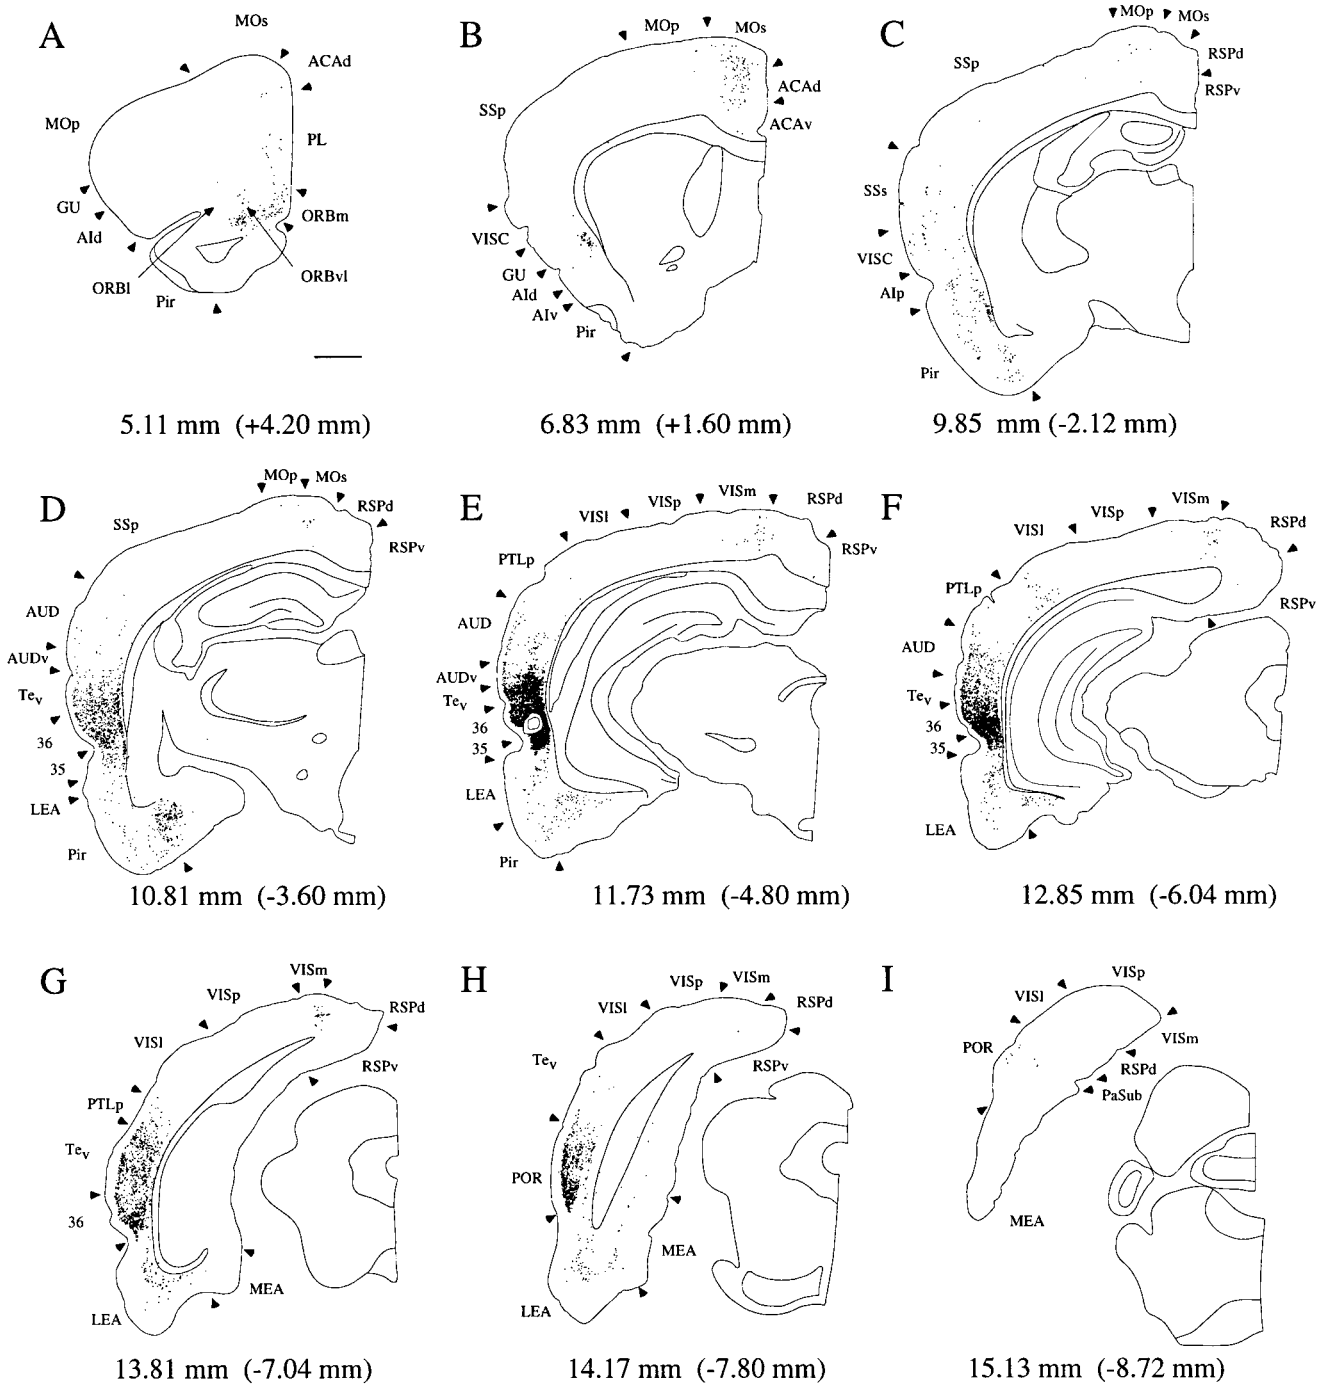 A
MOs
ACAd
MOp
PL
GU
AId
ORBm
ORBl
ORBvl
Pir
5.11 mm (+4.20 mm)
B
MOp
MOs
SSp
ACAd
ACAv
VISC
GU
AId
AIv
Pir
6.83 mm (+1.60 mm)
C
MOp
MOs
SSp
RSPd
RSPv
SSs
VISC
AIp
Pir
9.85 mm (-2.12 mm)
D
MOp
MOs
SSp
RSPd
RSPv
AUD
AUDv
Tev
36
35
LEA
Pir
10.81 mm (-3.60 mm)
E
VISl
VISp
VISm
RSPd
PTLp
RSPv
AUD
AUDv
Tev
36
35
LEA
Pir
11.73 mm (-4.80 mm)
F
VISl
VISp
VISm
RSPd
PTLp
RSPv
AUD
Tev
36
35
LEA
12.85 mm (-6.04 mm)
G
VISm
VISp
RSPd
VISl
RSPv
PTLp
Tev
36
MEA
LEA
13.81 mm (-7.04 mm)
H
VISp
VISm
VISl
RSPd
Tev
RSPv
POR
MEA
LEA
14.17 mm (-7.80 mm)
I
VISp
VISl
POR
VISm
RSPd
PaSub
MEA
15.13 mm (-8.72 mm)